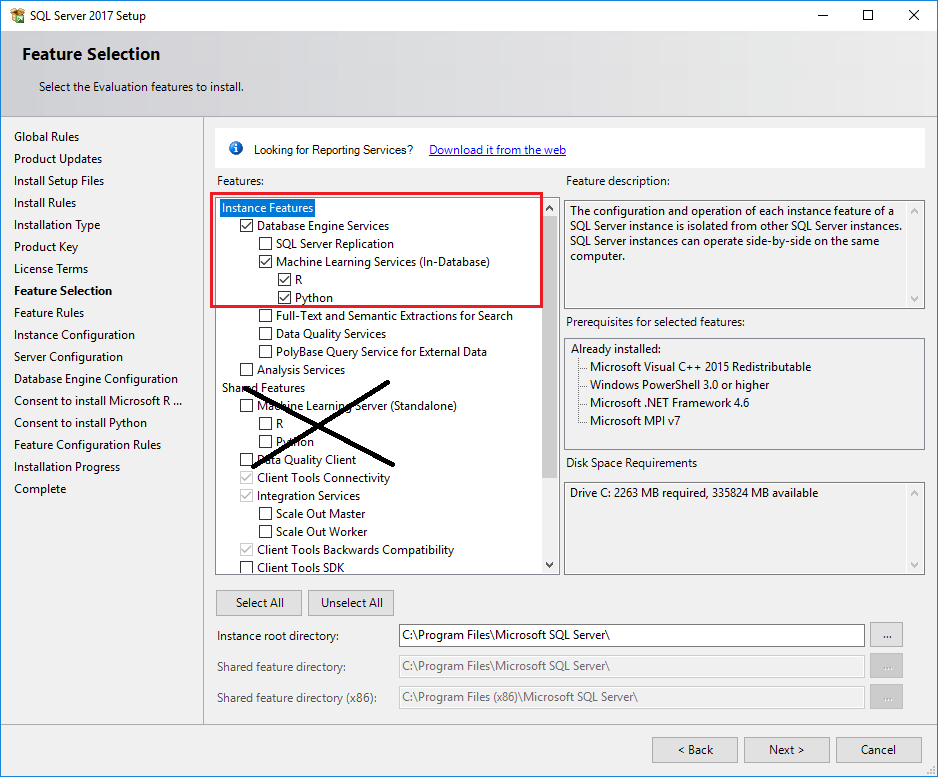 SQL Server 2017 Setup
Feature Selection
Select the Evaluation features to install.
Global Rules
Product Updates
Install Setup Files
Install Rules
Installation Type
Product Key
License Terms
Feature Selection
Feature Rules
Instance Configuration
Server Configuration
Database Engine Configuration
Consent to install Microsoft R ...
Consent to install Python
Feature Configuration Rules
Installation Progress
Complete
Looking for Reporting Services? Download it from the web
Features:
Instance Features
Database Engine Services
SQL Server Replication
Machine Learning Services (In-Database)
R
Python
Full-Text and Semantic Extractions for Search
Data Quality Services
PolyBase Query Service for External Data
Analysis Services
Shared Features
Machine Learning Server (Standalone)
R
Python
Data Quality Client
Client Tools Connectivity
Integration Services
Scale Out Master
Scale Out Worker
Client Tools Backwards Compatibility
Client Tools SDK
Feature description:
The configuration and operation of each instance feature of a
SQL Server instance is isolated from other SQL Server instances.
SQL Server instances can operate side-by-side on the same
computer.
Prerequisites for selected features:
Already installed:
Microsoft Visual C++ 2015 Redistributable
Windows PowerShell 3.0 or higher
Microsoft .NET Framework 4.6
Microsoft MPI v7
Disk Space Requirements
Drive C: 2263 MB required, 335824 MB available
Select All
Unselect All
Instance root directory: C:\Program Files\Microsoft SQL Server\ ...
Shared feature directory: C:\Program Files\Microsoft SQL Server\ ...
Shared feature directory (x86): C:\Program Files (x86)\Microsoft SQL Server\ ...
< Back
Next >
Cancel